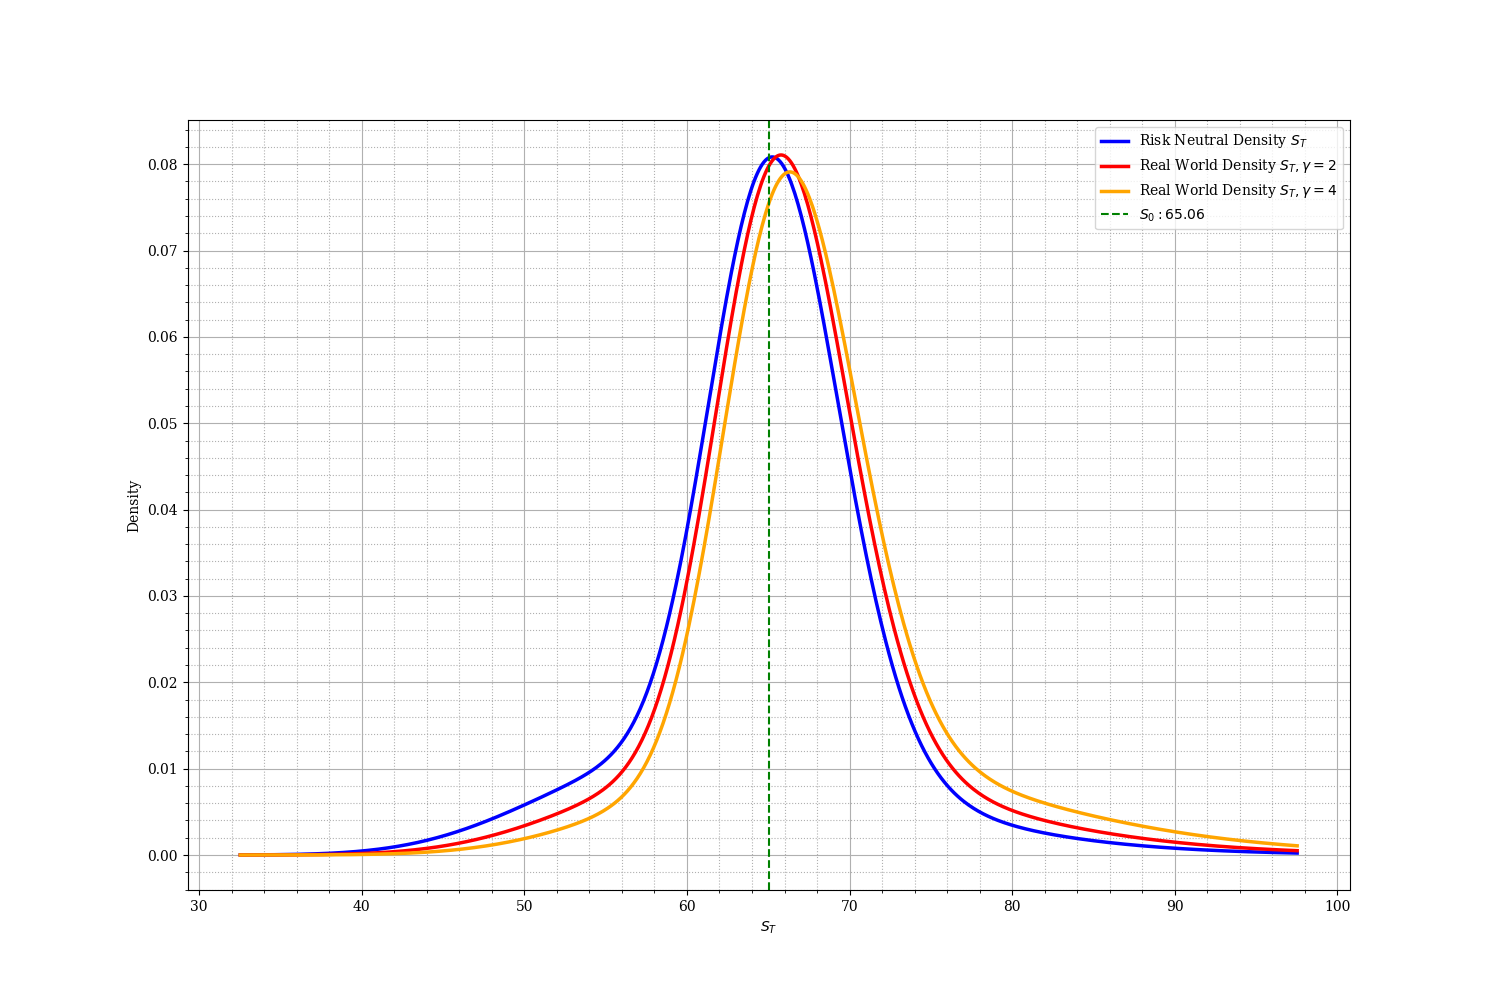 Risk Neutral Density S_T
Real World Density S_T, γ = 2
Real World Density S_T, γ = 4
S_0 : 65.06
0.08
0.07
0.06
0.05
0.04
0.03
0.02
0.01
0.00
Density
30 40 50 60 70 80 90 100
S_T